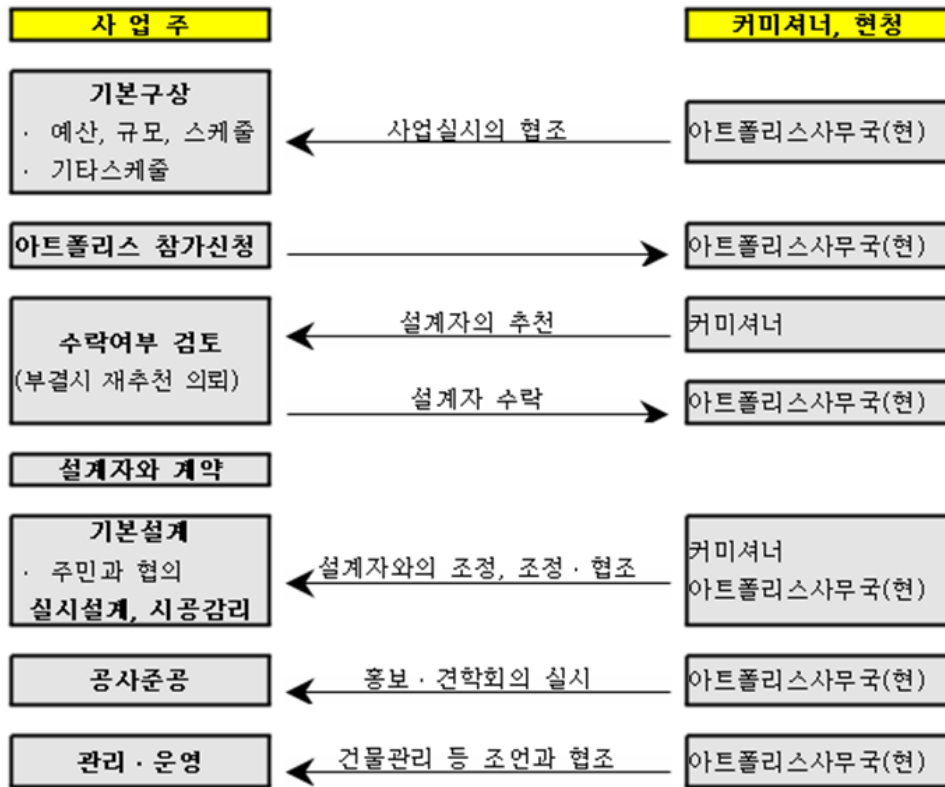 사 업 주
커미셔너, 현청
기본구상
· 예산, 규모, 스케줄
· 기타스케줄
사업실시의 협조
아트폴리스사무국(현)
아트폴리스 참가신청
아트폴리스사무국(현)
수락여부 검토
(부결시 재추천 의뢰)
설계자의 추천
커미셔너
설계자 수락
아트폴리스사무국(현)
설계자와 계약
기본설계
· 주민과 협의
실시설계, 시공감리
설계자와의 조정, 조정 · 협조
커미셔너
아트폴리스사무국(현)
공사준공
홍보 · 견학회의 실시
아트폴리스사무국(현)
관리 · 운영
건물관리 등 조언과 협조
아트폴리스사무국(현)